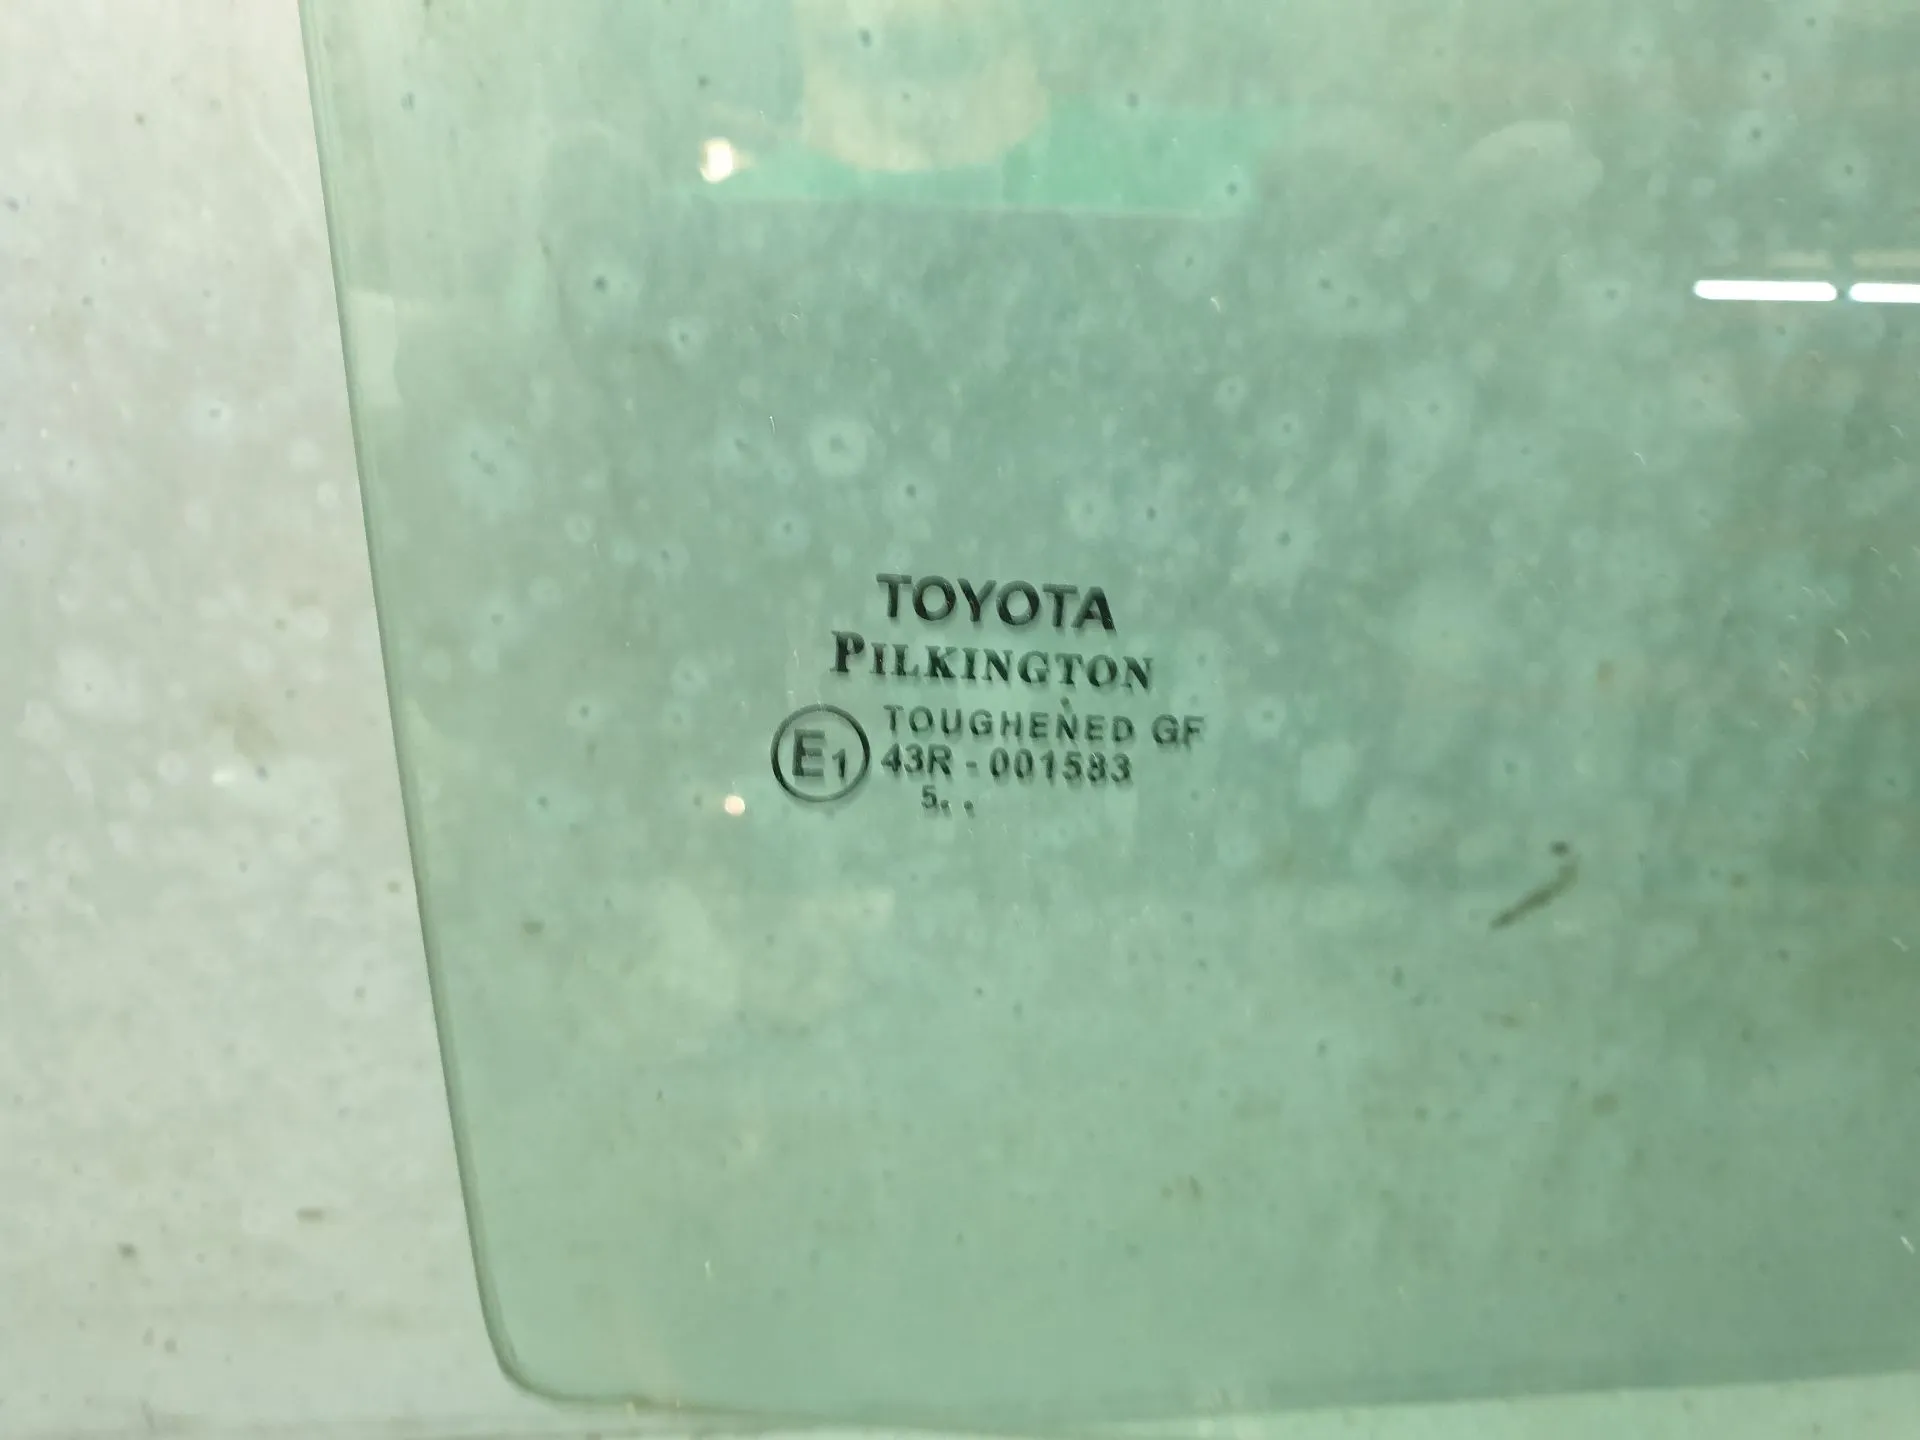 TOYOTA
PILKINGTON
TOUGHENED GF
E1 43R - 001583
5. .